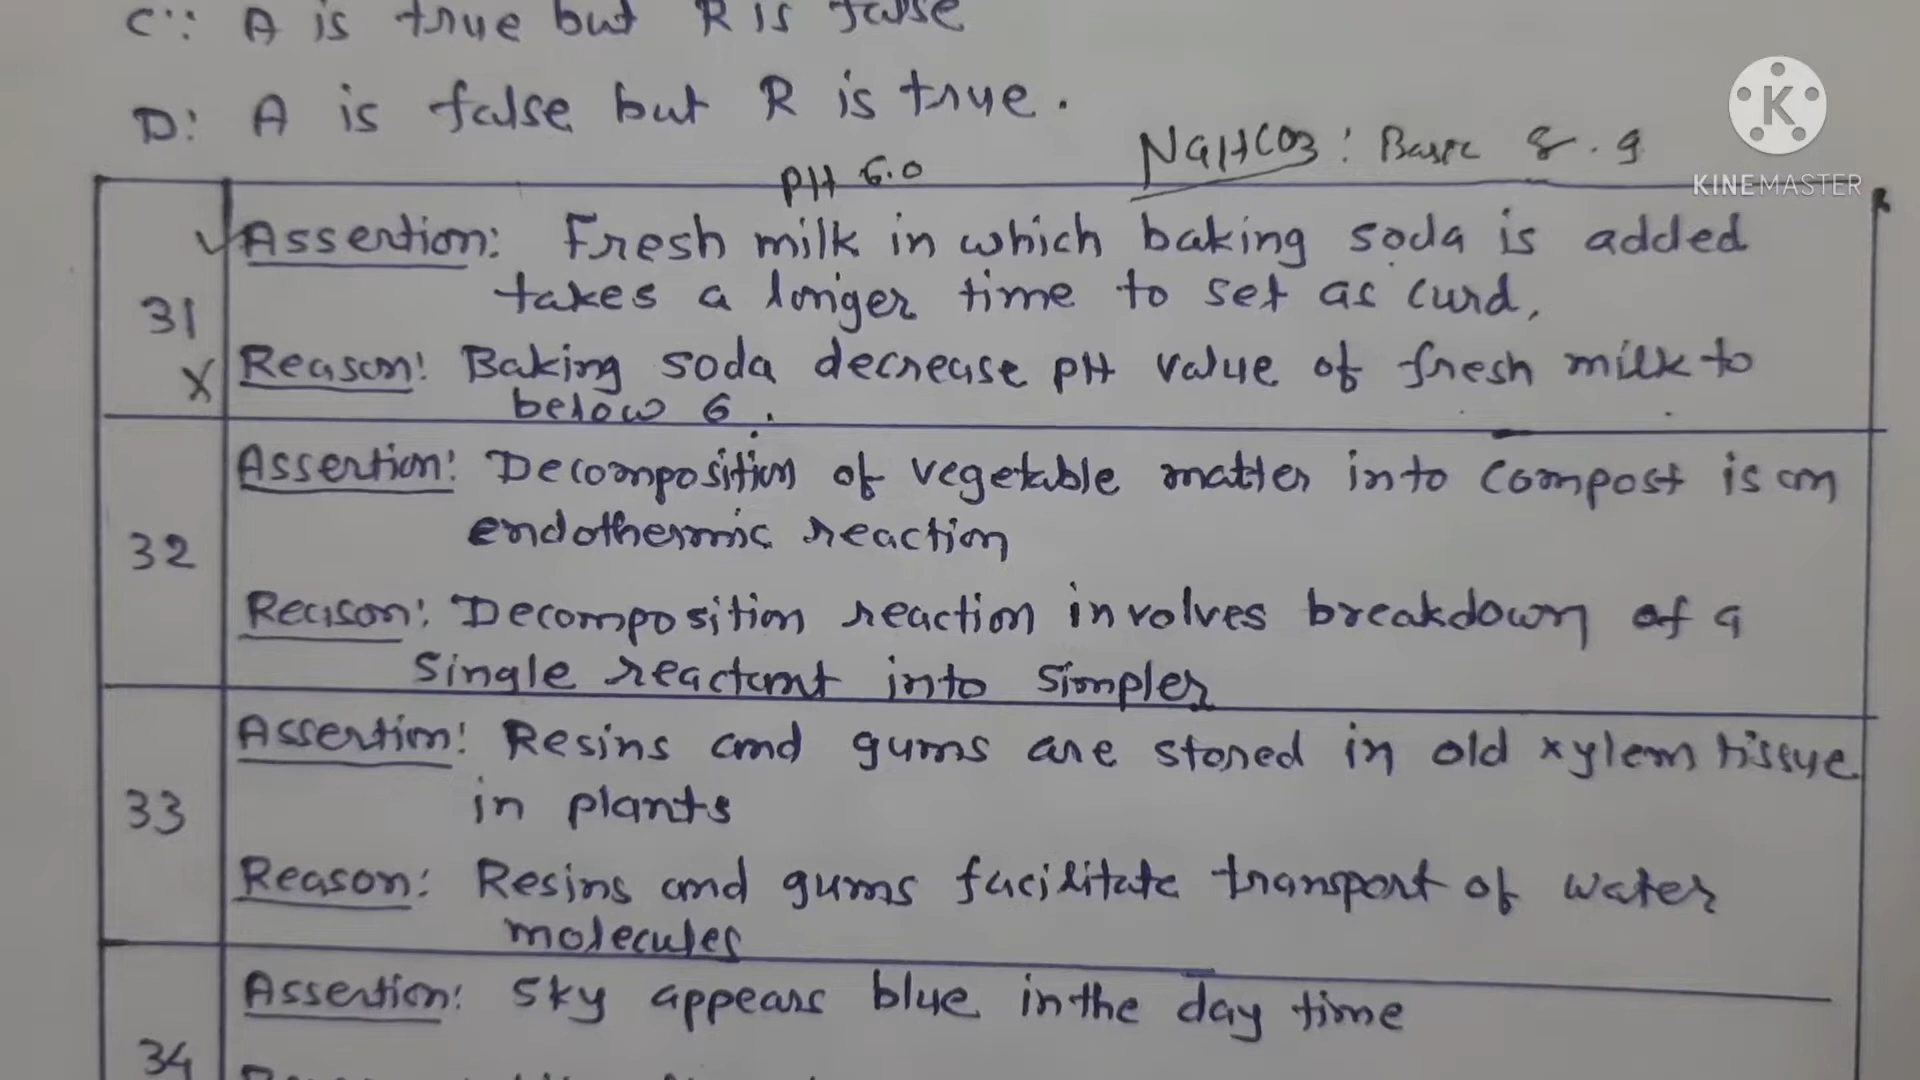 C: A is true but R is false
D: A is false but R is true.
NaHCO3: Basic 8.9
PH 6.0
KINEMASTER
Assertion: Fresh milk in which baking soda is added
takes a longer time to set as curd,
31
Reason: Baking soda decrease pH value of fresh milk to
below 6.
Assertion: Decomposition of vegetable matter into compost is an
endothermic reaction
32
Reason: Decomposition reaction involves breakdown of a
single reactant into simpler
Assertion: Resins and gums are stored in old xylem tissue
in plants
33
Reason: Resins and gums facilitate transport of water
molecules
Assertion: Sky appears blue in the day time
34